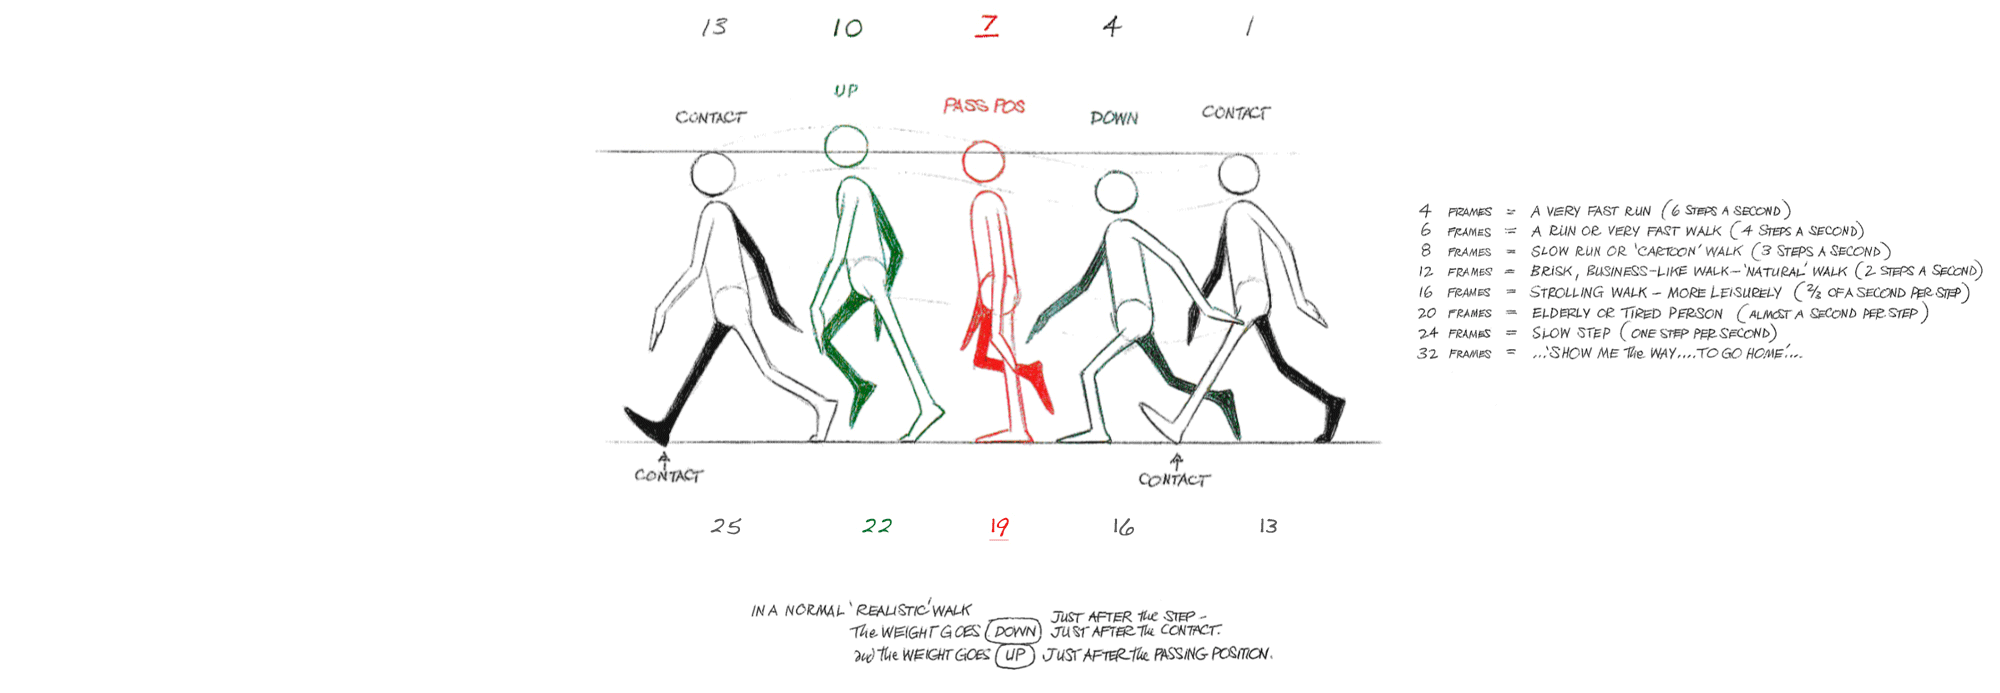 13 10 7 4 1
UP
CONTACT PASS POS DOWN CONTACT
4 FRAMES = A VERY FAST RUN (6 STEPS A SECOND)
6 FRAMES = A RUN OR VERY FAST WALK (4 STEPS A SECOND)
8 FRAMES = SLOW RUN OR 'CARTOON' WALK (3 STEPS A SECOND)
12 FRAMES = BRISK, BUSINESS-LIKE WALK - 'NATURAL' WALK (2 STEPS A SECOND)
16 FRAMES = STROLLING WALK - MORE LEISURELY (2/3 OF A SECOND PER STEP)
20 FRAMES = ELDERLY OR TIRED PERSON (ALMOST A SECOND PER STEP)
24 FRAMES = SLOW STEP (ONE STEP PER SECOND)
32 FRAMES = ...'SHOW ME the WAY....TO GO HOME'...
CONTACT CONTACT
25 22 19 16 13
IN A NORMAL 'REALISTIC' WALK
The WEIGHT GOES DOWN JUST AFTER the STEP -
JUST AFTER the CONTACT.
and the WEIGHT GOES UP JUST AFTER the PASSING POSITION.